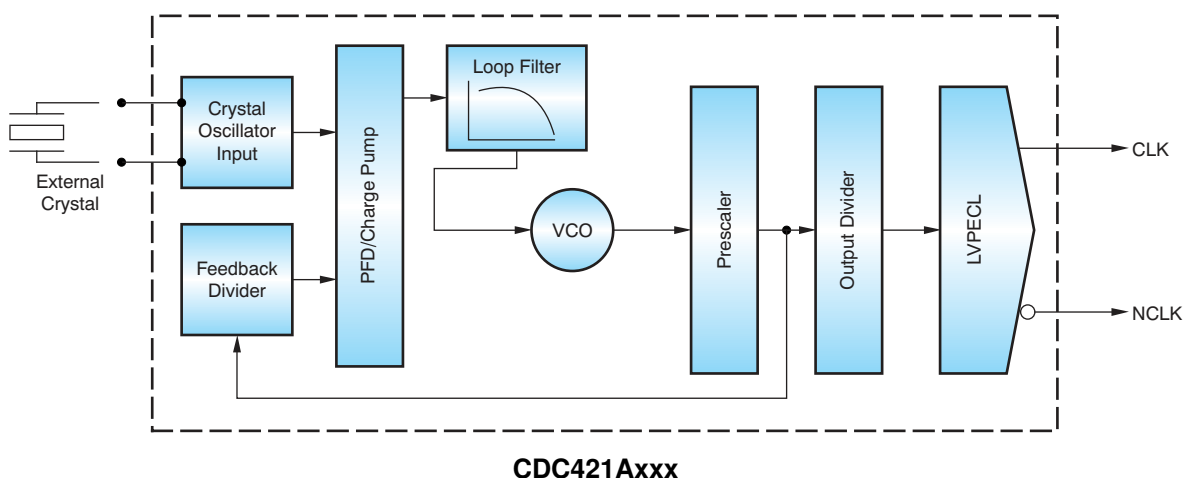 Crystal
Oscillator
Input
External
Crystal
Feedback
Divider
PFD/Charge Pump
Loop Filter
VCO
Prescaler
Output Divider
LVPECL
CLK
NCLK
CDC421Axxx